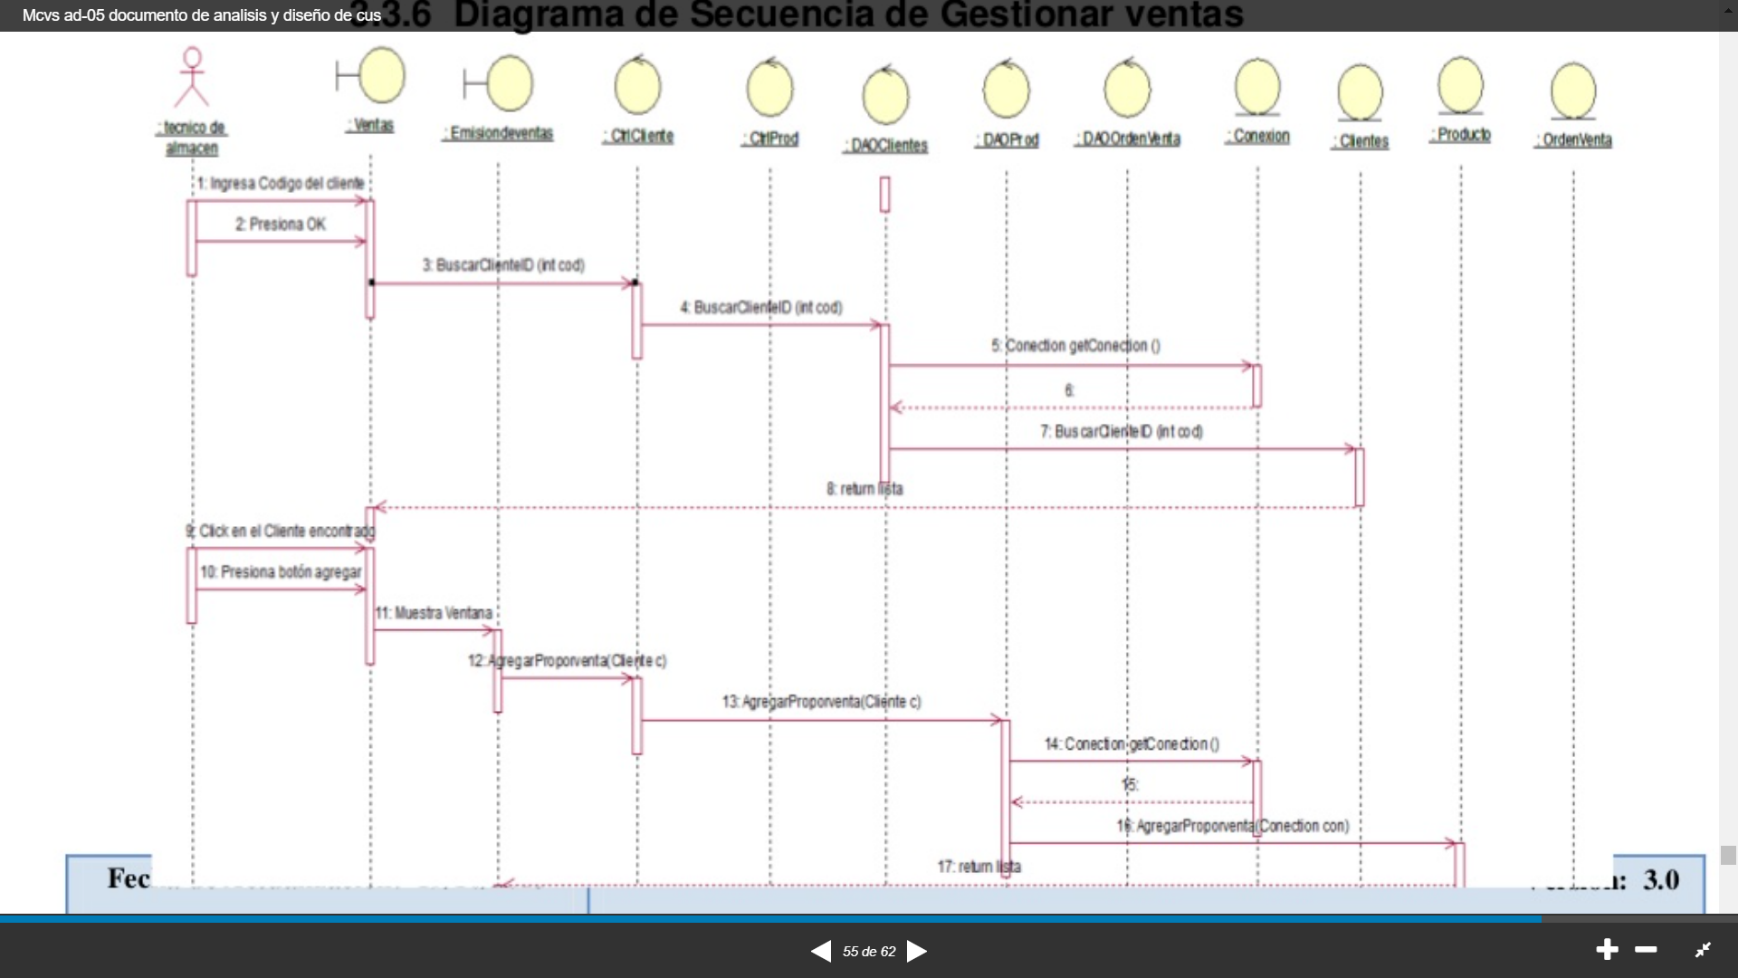 Mcvs ad-05 documento de analisis y diseño de cus
3.3.6 Diagrama de Secuencia de Gestionar ventas
: tecnico de
almacen
: Ventas
: Emisiondeventas
: CtrlCliente
: CtrlProd
: DAOClientes
: DAOProd
: DAOOrdenVenta
: Conexion
: Clientes
: Producto
: OrdenVenta
1: Ingresa Codigo del cliente
2: Presiona OK
3: BuscarClienteID (int cod)
4: BuscarClienteID (int cod)
5: Conection getConection ()
6:
7: BuscarClienteID (int cod)
8: return lista
9: Click en el Cliente encontrado
10: Presiona botón agregar
11: Muestra Ventana
12: AgregarProporventa(Cliente c)
13: AgregarProporventa(Cliente c)
14: Conection getConection ()
15:
16: AgregarProporventa(Conection con)
17: return lista
Fec
3.0
55 de 62